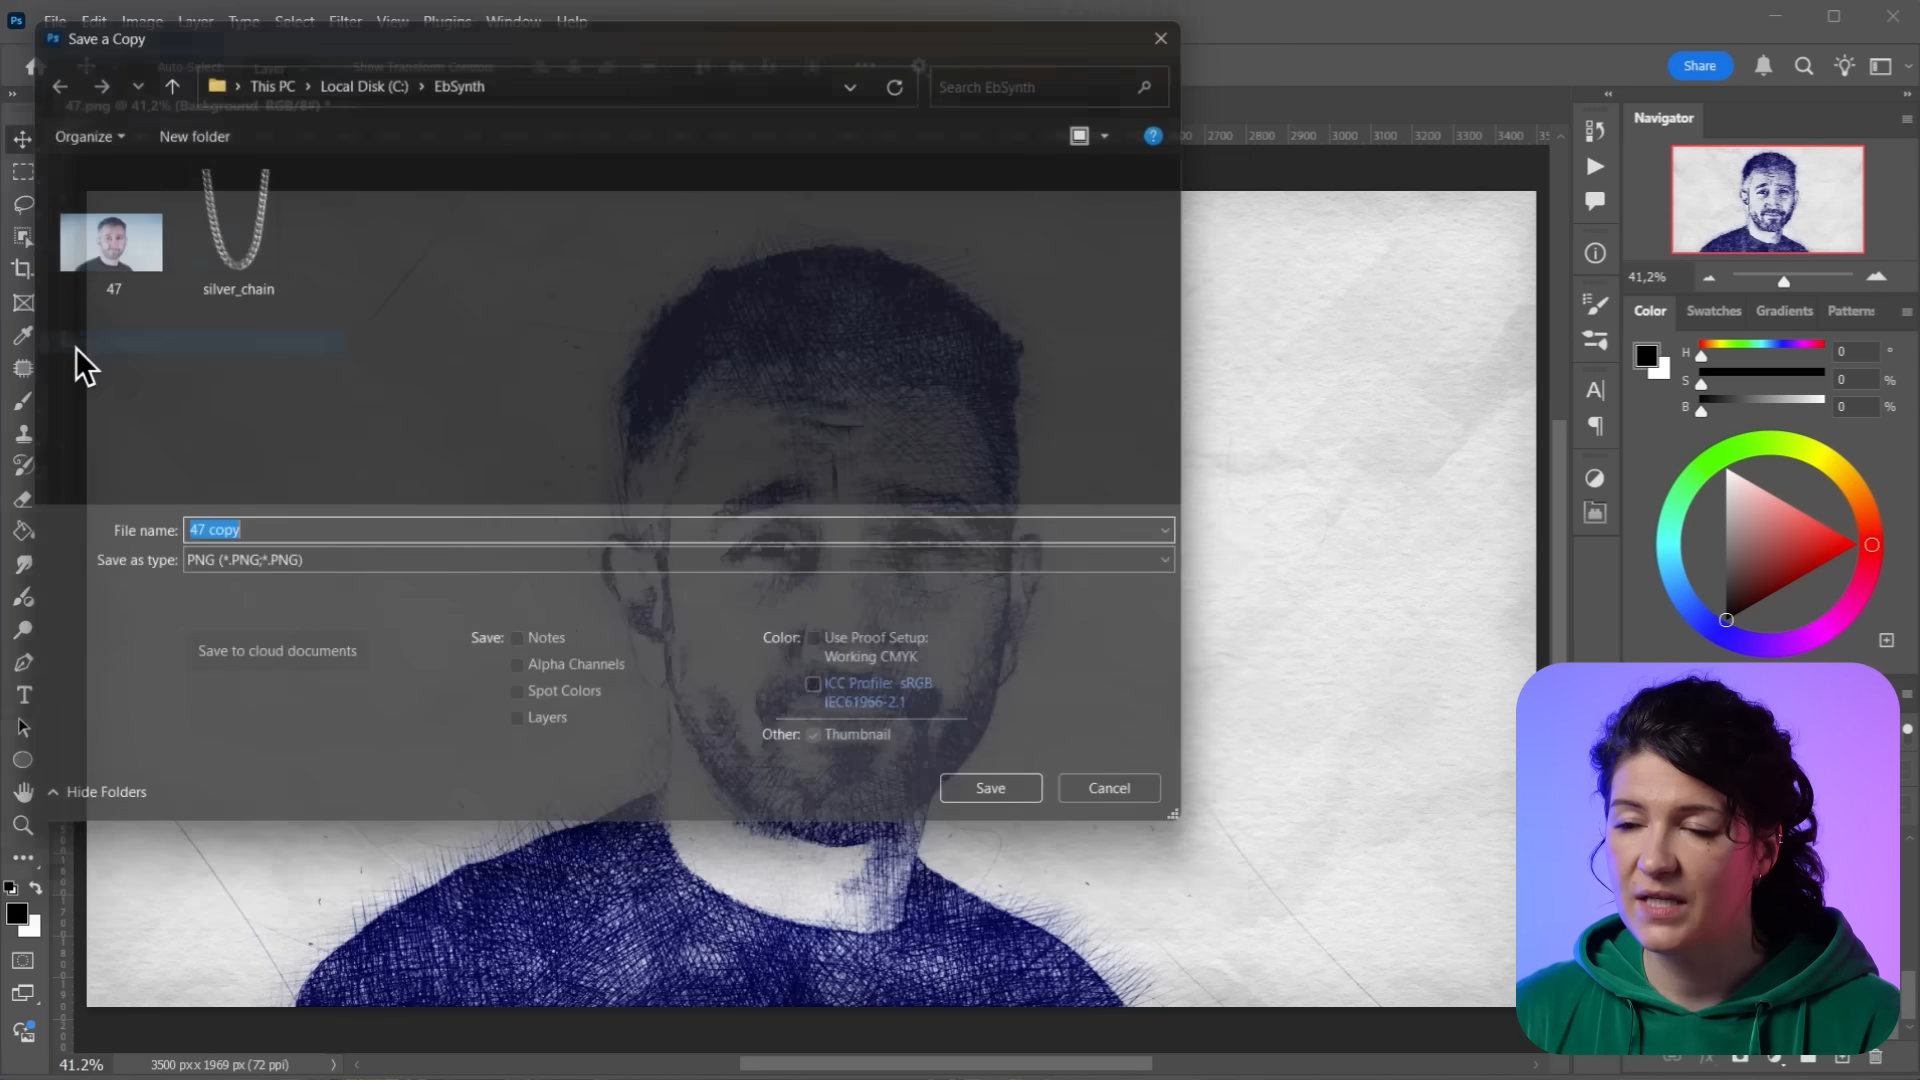 Ps File Edit Image Layer Type Select Filter View Plugins Window Help
Ps Save a Copy
Auto-Select: Layer Show Transform Controls
Share
This PC > Local Disk (C:) > EbSynth
Search EbSynth
47.png @ 41,2% (Background, RGB/8#) *
Organize
New folder
?
2700 2800 2900 3000 3100 3200 3300 3400
47
silver_chain
File name: 47 copy
Save as type: PNG (*.PNG;*.PNG)
Save to cloud documents
Save: Notes
Alpha Channels
Spot Colors
Layers
Color: Use Proof Setup:
Working CMYK
ICC Profile: sRGB
IEC61966-2.1
Other: Thumbnail
Hide Folders
Save
Cancel
Navigator
41,2%
Color Swatches Gradients Patterns
H 0 °
S 0 %
B 0 %
41.2%
3500 px x 1969 px (72 ppi)